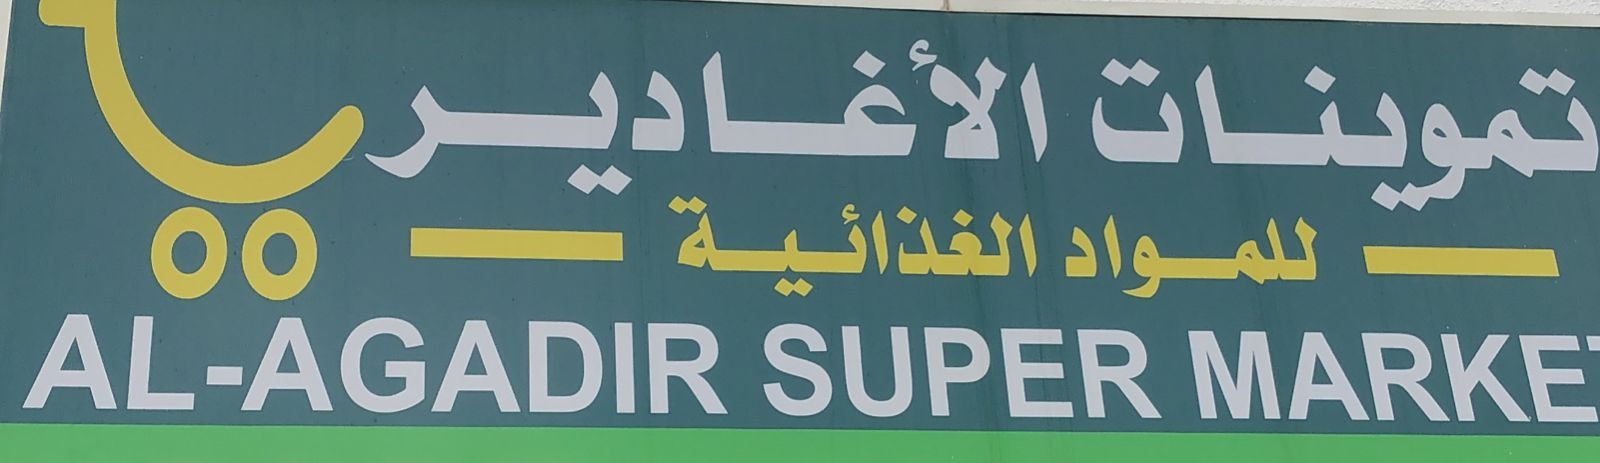 تموينات الأغادير
للمواد الغذائية
AL-AGADIR SUPER MARKET